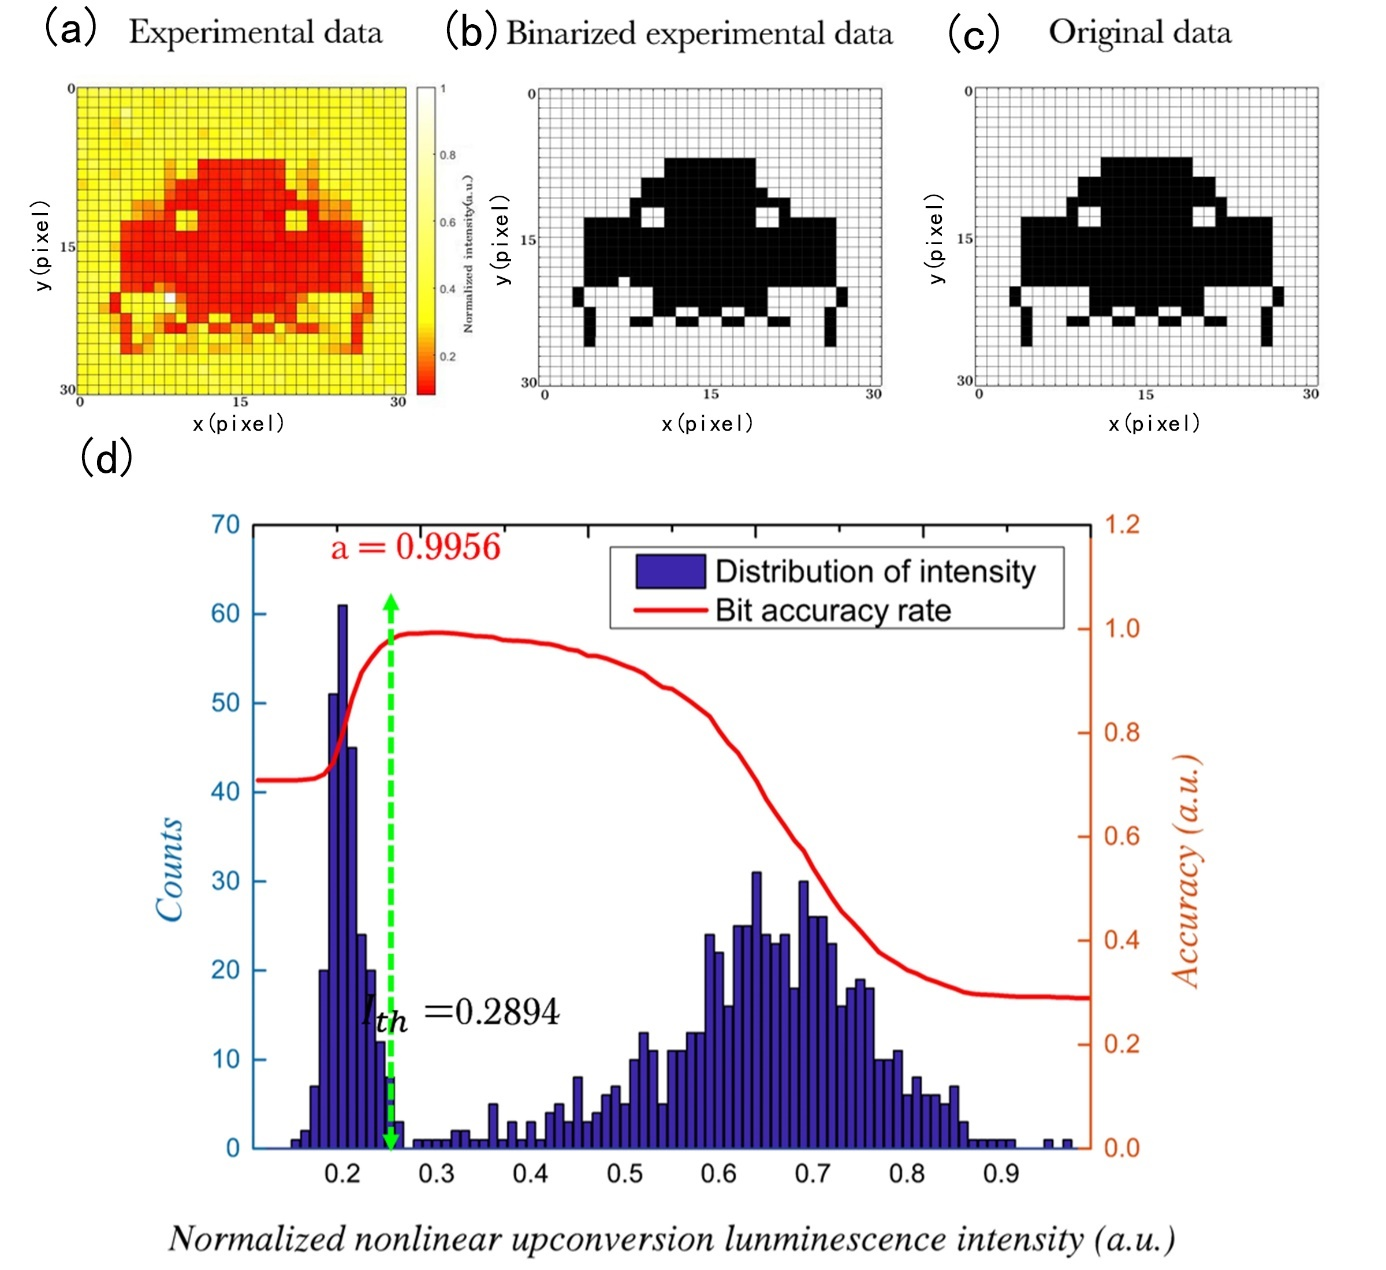 (a) Experimental data
(b) Binarized experimental data
(c) Original data
0
15
30
y(pixel)
0 15 30
x(pixel)
1
0.8
0.6
0.4
0.2
Normalized intensity(a.u.)
0
15
30
y(pixel)
0 15 30
x(pixel)
0
15
30
y(pixel)
0 15 30
x(pixel)
(d)
70
60
50
40
30
20
10
0
Counts
a = 0.9956
Distribution of intensity
Bit accuracy rate
I_th =0.2894
1.2
1.0
0.8
0.6
0.4
0.2
0.0
Accuracy (a.u.)
0.2 0.3 0.4 0.5 0.6 0.7 0.8 0.9
Normalized nonlinear upconversion lunminescence intensity (a.u.)